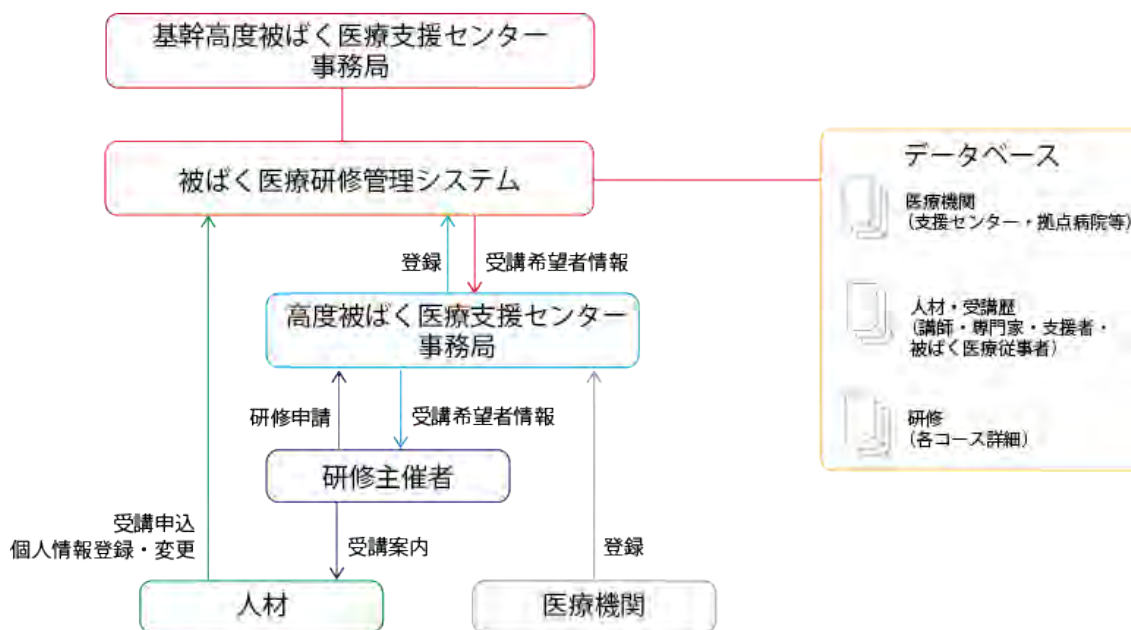 基幹高度被ばく医療支援センター
事務局
被ばく医療研修管理システム
データベース
医療機関
(支援センター・拠点病院等)
人材・受講歴
(講師・専門家・支援者・
被ばく医療従事者)
研修
(各コース詳細)
登録
受講希望者情報
高度被ばく医療支援センター
事務局
研修申請
受講希望者情報
研修主催者
受講申込
個人情報登録・変更
受講案内
登録
人材
医療機関